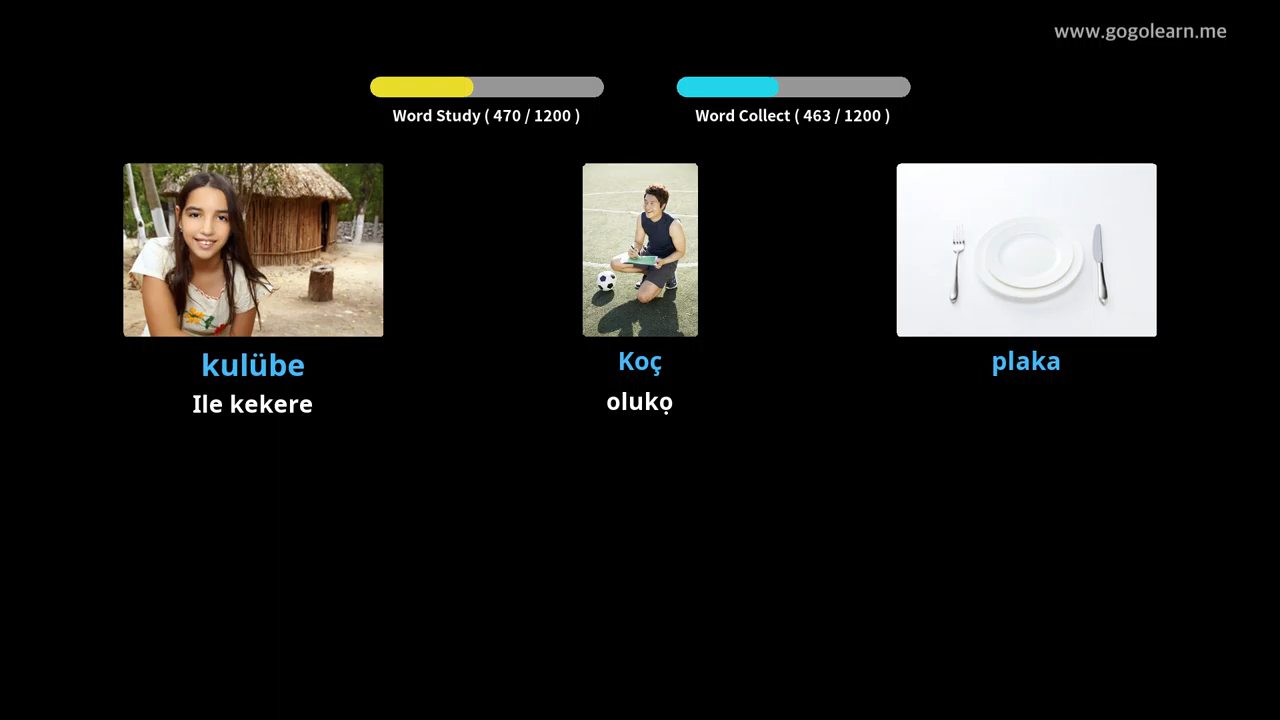 www.gogolearn.me
Word Study ( 470 / 1200 )
Word Collect ( 463 / 1200 )
kulübe
Koç
plaka
Ile kekere
olukọ